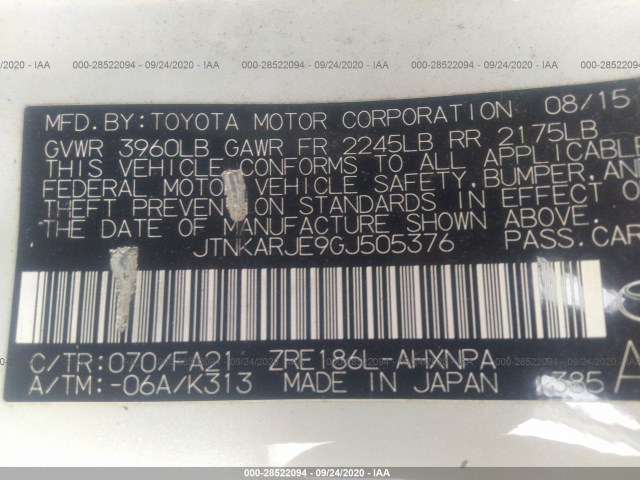 000-28522094 - 09/24/2020 - IAA
MFD. BY: TOYOTA MOTOR CORPORATION 08/15
GVWR 3960LB GAWR FR 2245LB RR 2175LB
THIS VEHICLE CONFORMS TO ALL APPLICABLE
FEDERAL MOTOR VEHICLE SAFETY, BUMPER, AND
THEFT PREVENTION STANDARDS IN EFFECT O
THE DATE OF MANUFACTURE SHOWN ABOVE.
JTNKARJE9GJ505376 PASS. CAR
C/TR: 070/FA21 ZRE186L-AHXNPA
A/TM: -06A/K313 MADE IN JAPAN 385
000-28522094 - 09/24/2020 - IAA